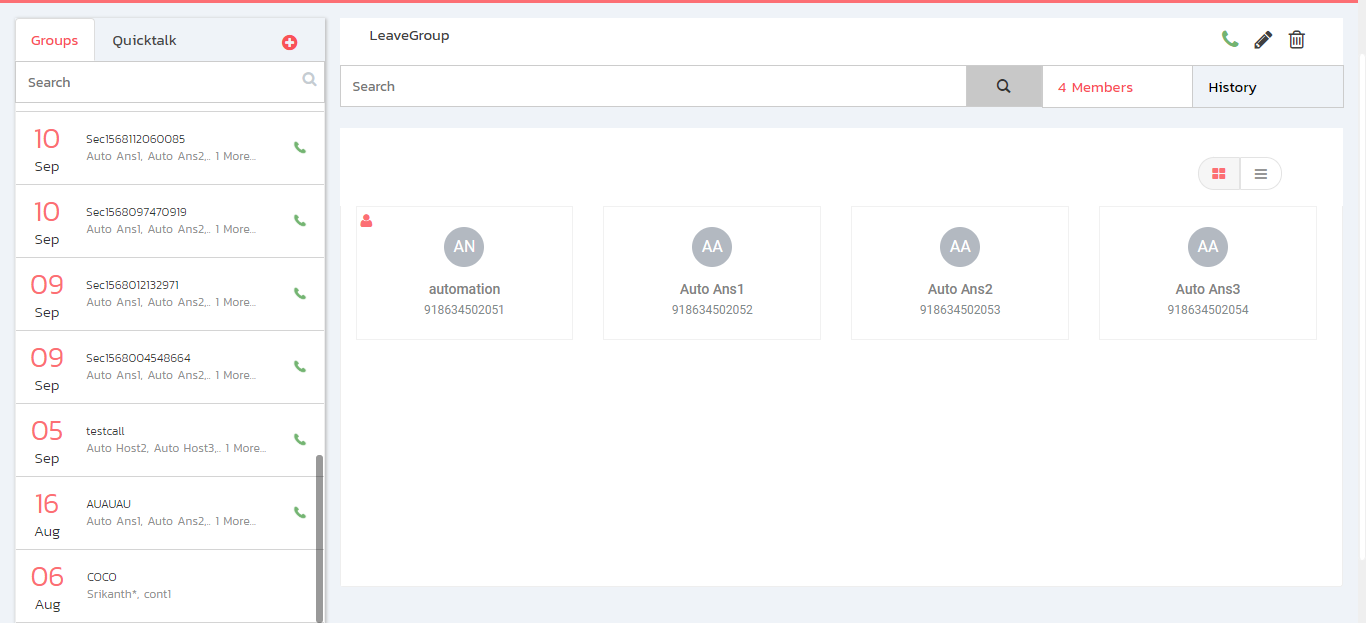 Groups
Quicktalk
Search
10
Sep
Sec1568112060085
Auto Ans1, Auto Ans2,.. 1 More...
10
Sep
Sec1568097470919
Auto Ans1, Auto Ans2,.. 1 More...
09
Sep
Sec1568012132971
Auto Ans1, Auto Ans2,.. 1 More...
09
Sep
Sec1568004548664
Auto Ans1, Auto Ans2,.. 1 More...
05
Sep
testcall
Auto Host2, Auto Host3,.. 1 More...
16
Aug
AUAUAU
Auto Ans1, Auto Ans2,.. 1 More...
06
Aug
COCO
Srikanth*, cont1
LeaveGroup
Search
4 Members
History
AN
automation
918634502051
AA
Auto Ans1
918634502052
AA
Auto Ans2
918634502053
AA
Auto Ans3
918634502054